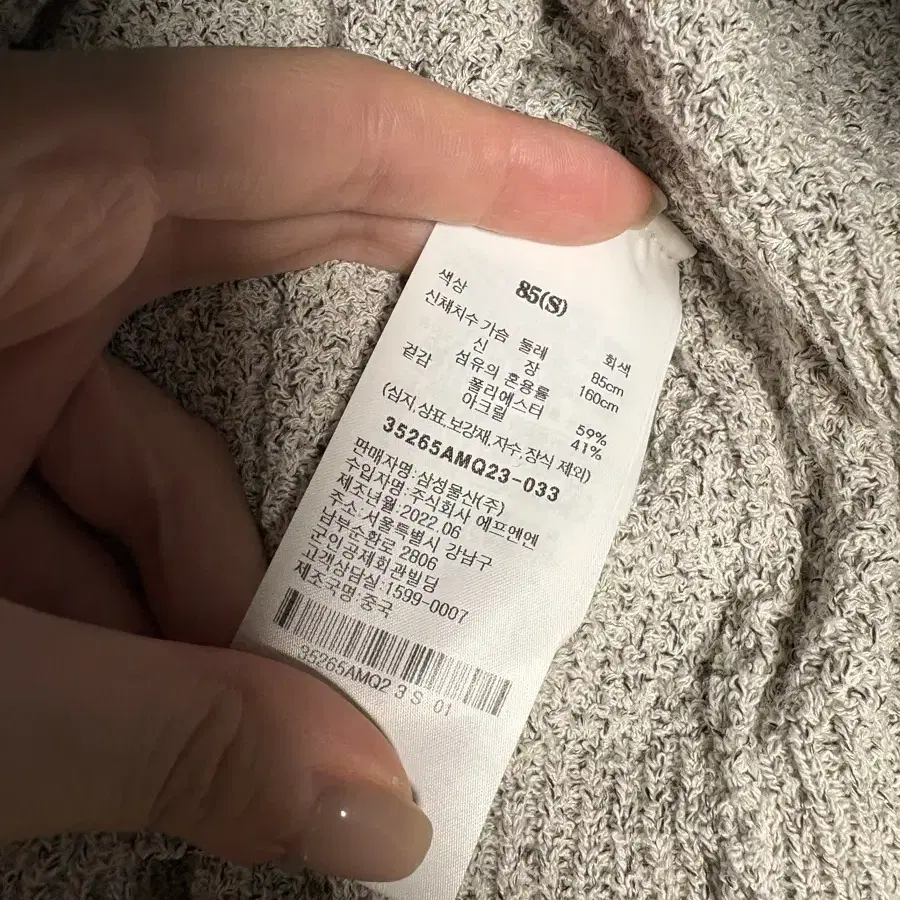 85(S)
색상 회색
신체치수 가슴 둘레 85cm
신 장 160cm
섬유의 혼용률
겉감 폴리에스터 59%
아크릴 41%
(심지,상표,보강재,자수,장식 제외)
35265AMQ23-033
판매자명:삼성물산(주)
수입자명:주식회사 에프엔엔
제조년월:2022.06
주소:서울특별시 강남구
남부순환로 2806
군인공제회관빌딩
고객상담실:1599-0007
제조국명:중국
35265AMQ2 3 S 01